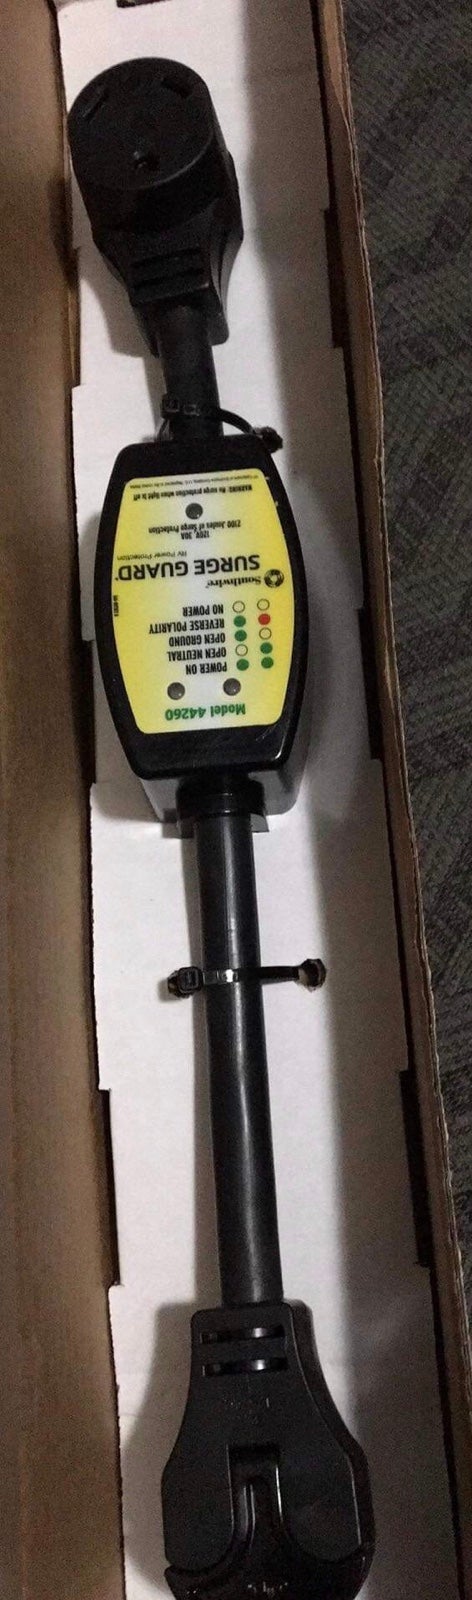 Model 44260
POWER ON
OPEN NEUTRAL
OPEN GROUND
REVERSE POLARITY
NO POWER
Southwire®
SURGE GUARD®
RV Power Protection
120V, 30A
2100 Joules of Surge Protection
WARNING: No surge protection when light is off